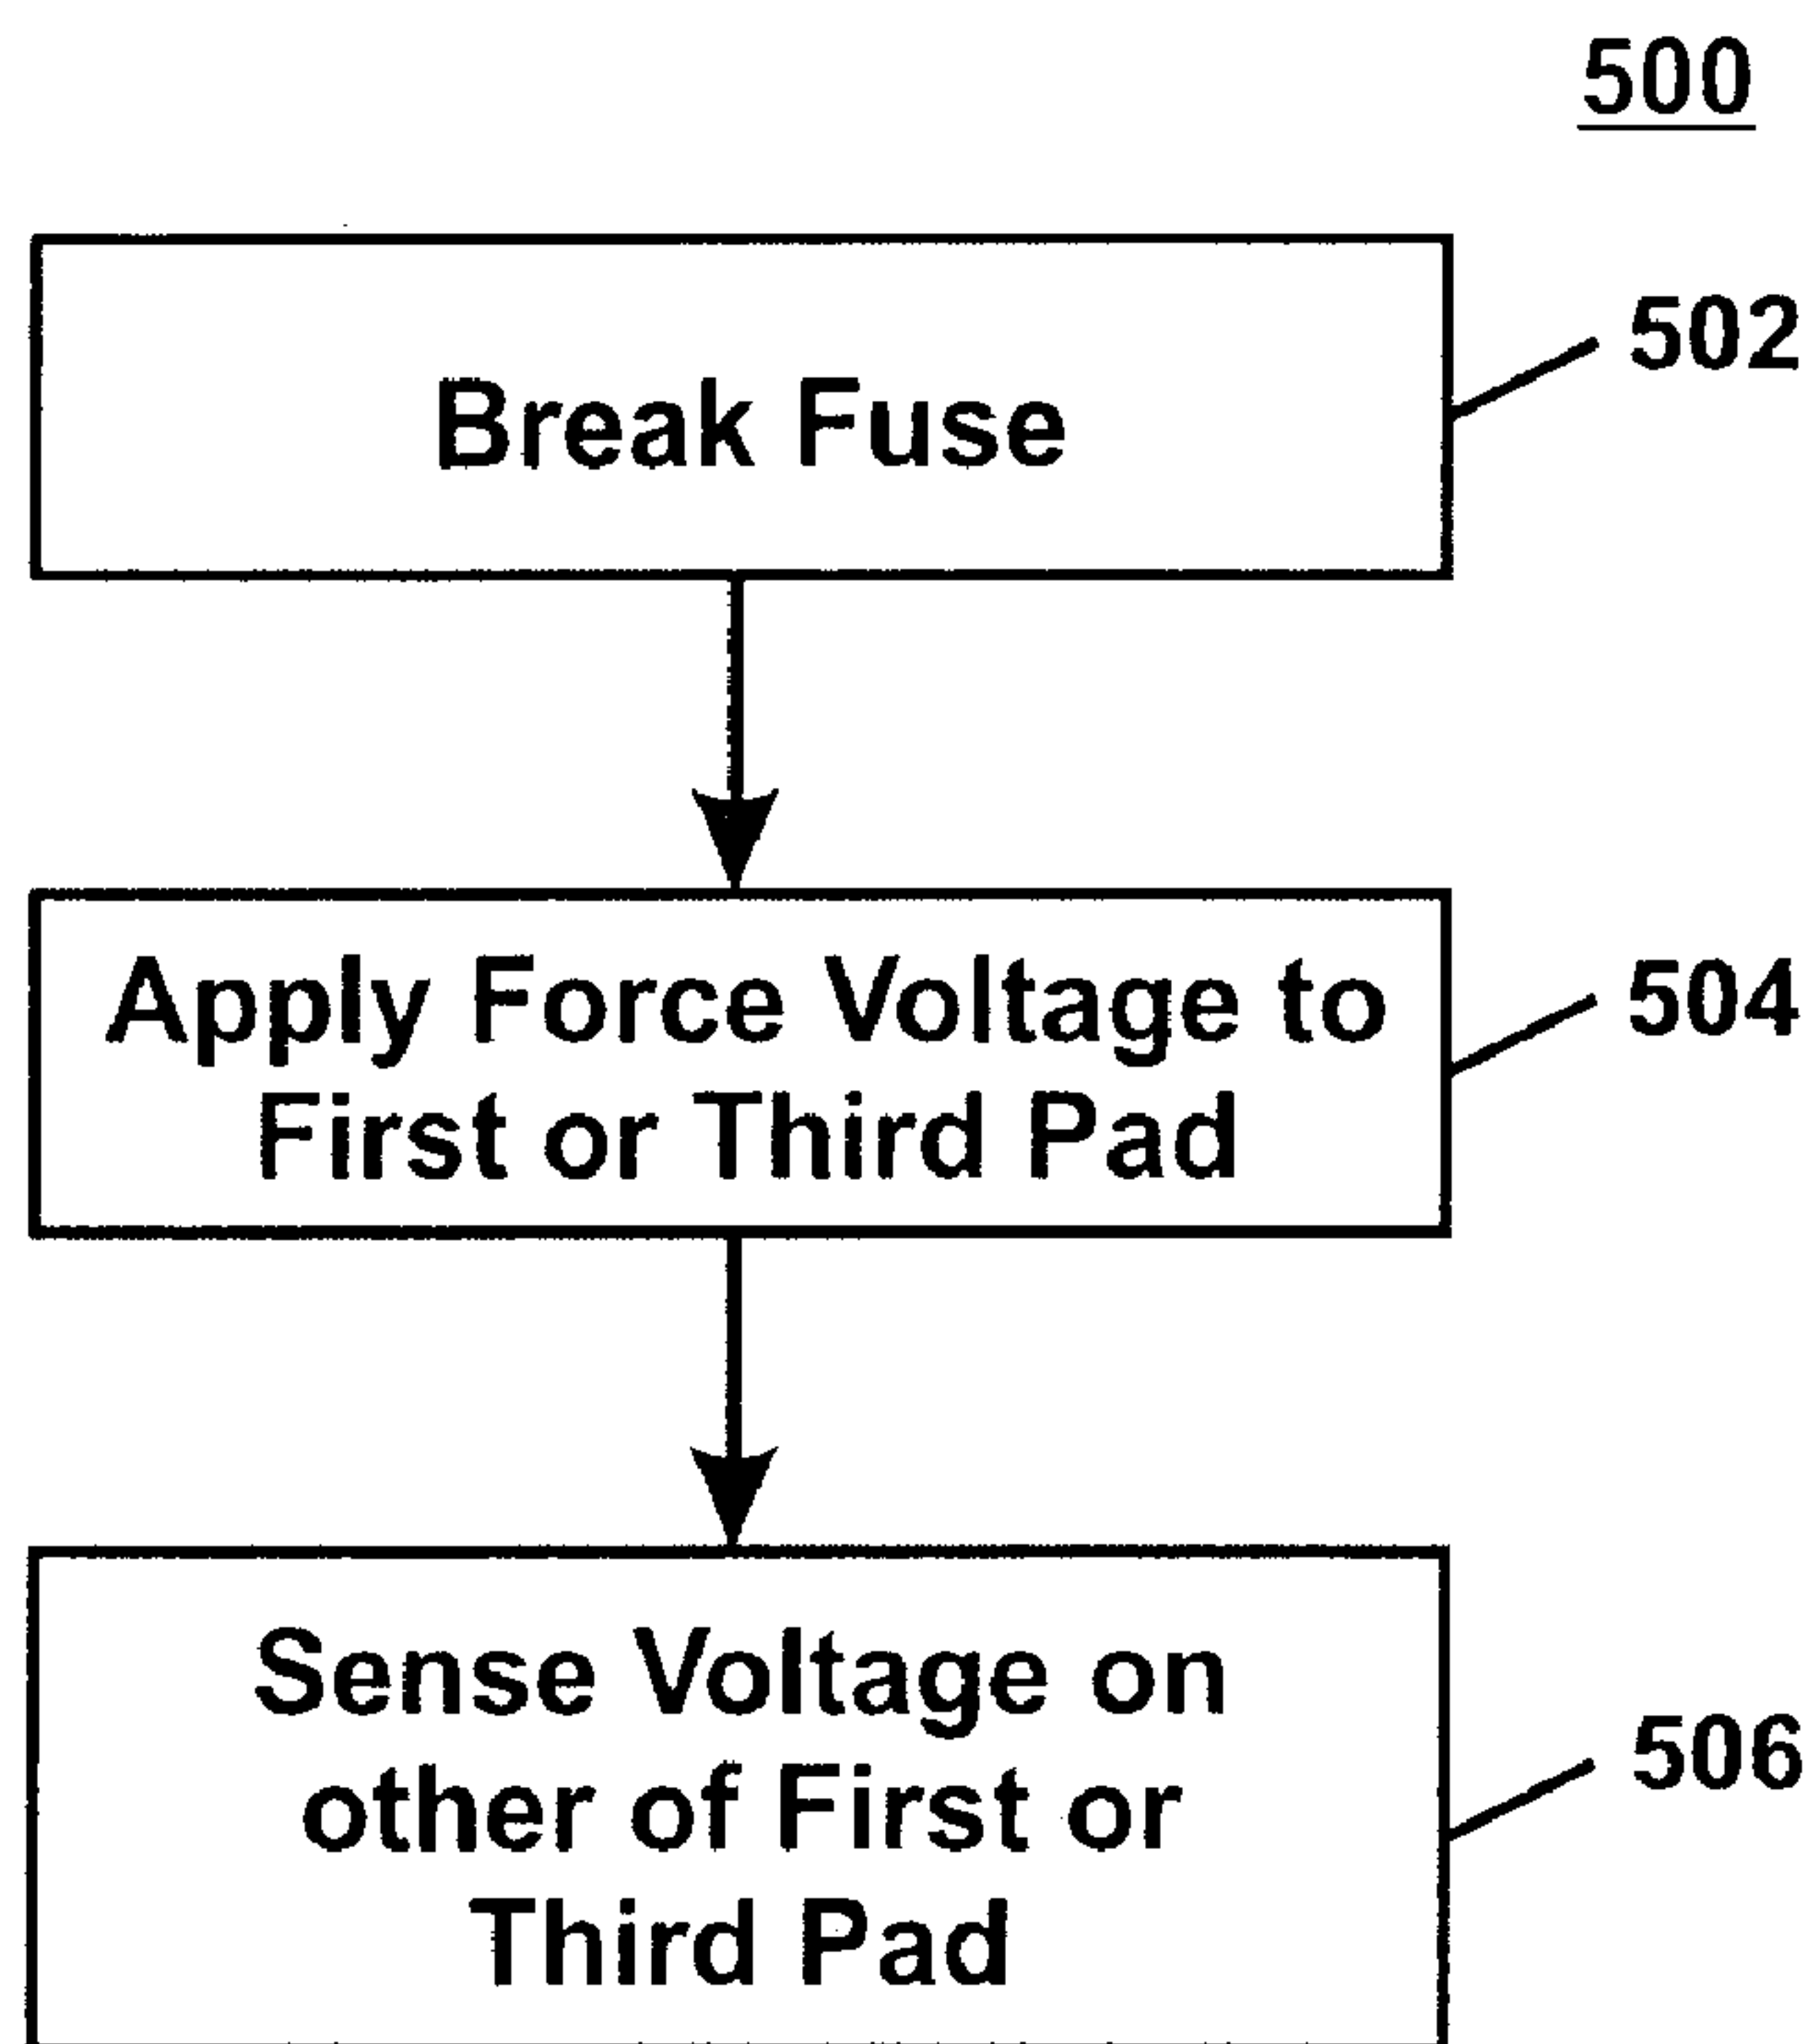 500
Break Fuse
502
Apply Force Voltage to
First or Third Pad
504
Sense Voltage on
other of First or
Third Pad
506